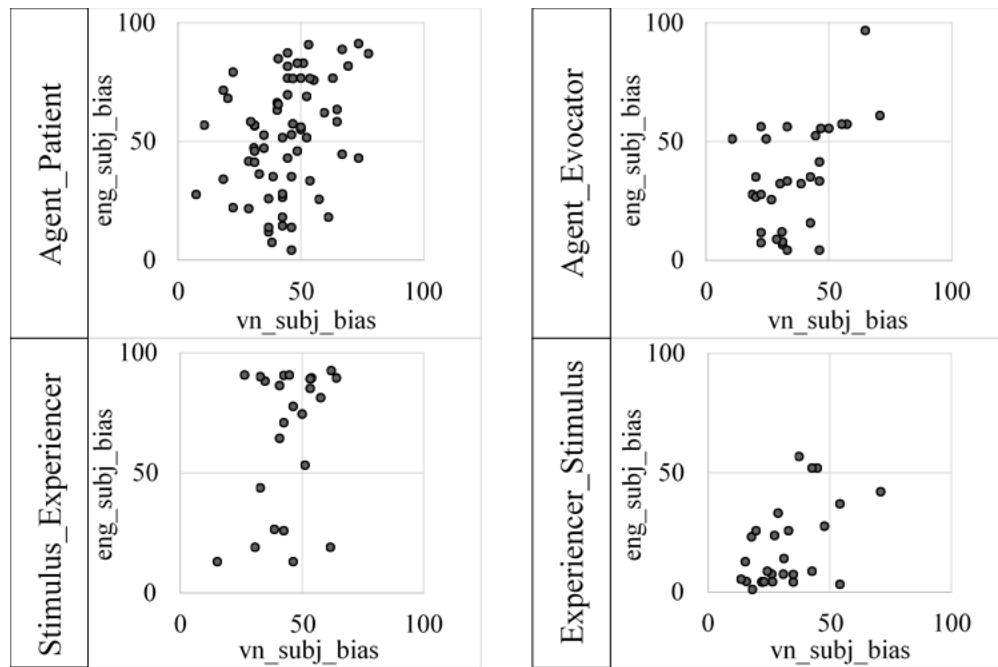 Agent_Patient
eng_subj_bias
100
50
0
0 50 100
vn_subj_bias
Agent_Evocator
eng_subj_bias
100
50
0
0 50 100
vn_subj_bias
Stimulus_Experiencer
eng_subj_bias
100
50
0
0 50 100
vn_subj_bias
Experiencer_Stimulus
eng_subj_bias
100
50
0
0 50 100
vn_subj_bias